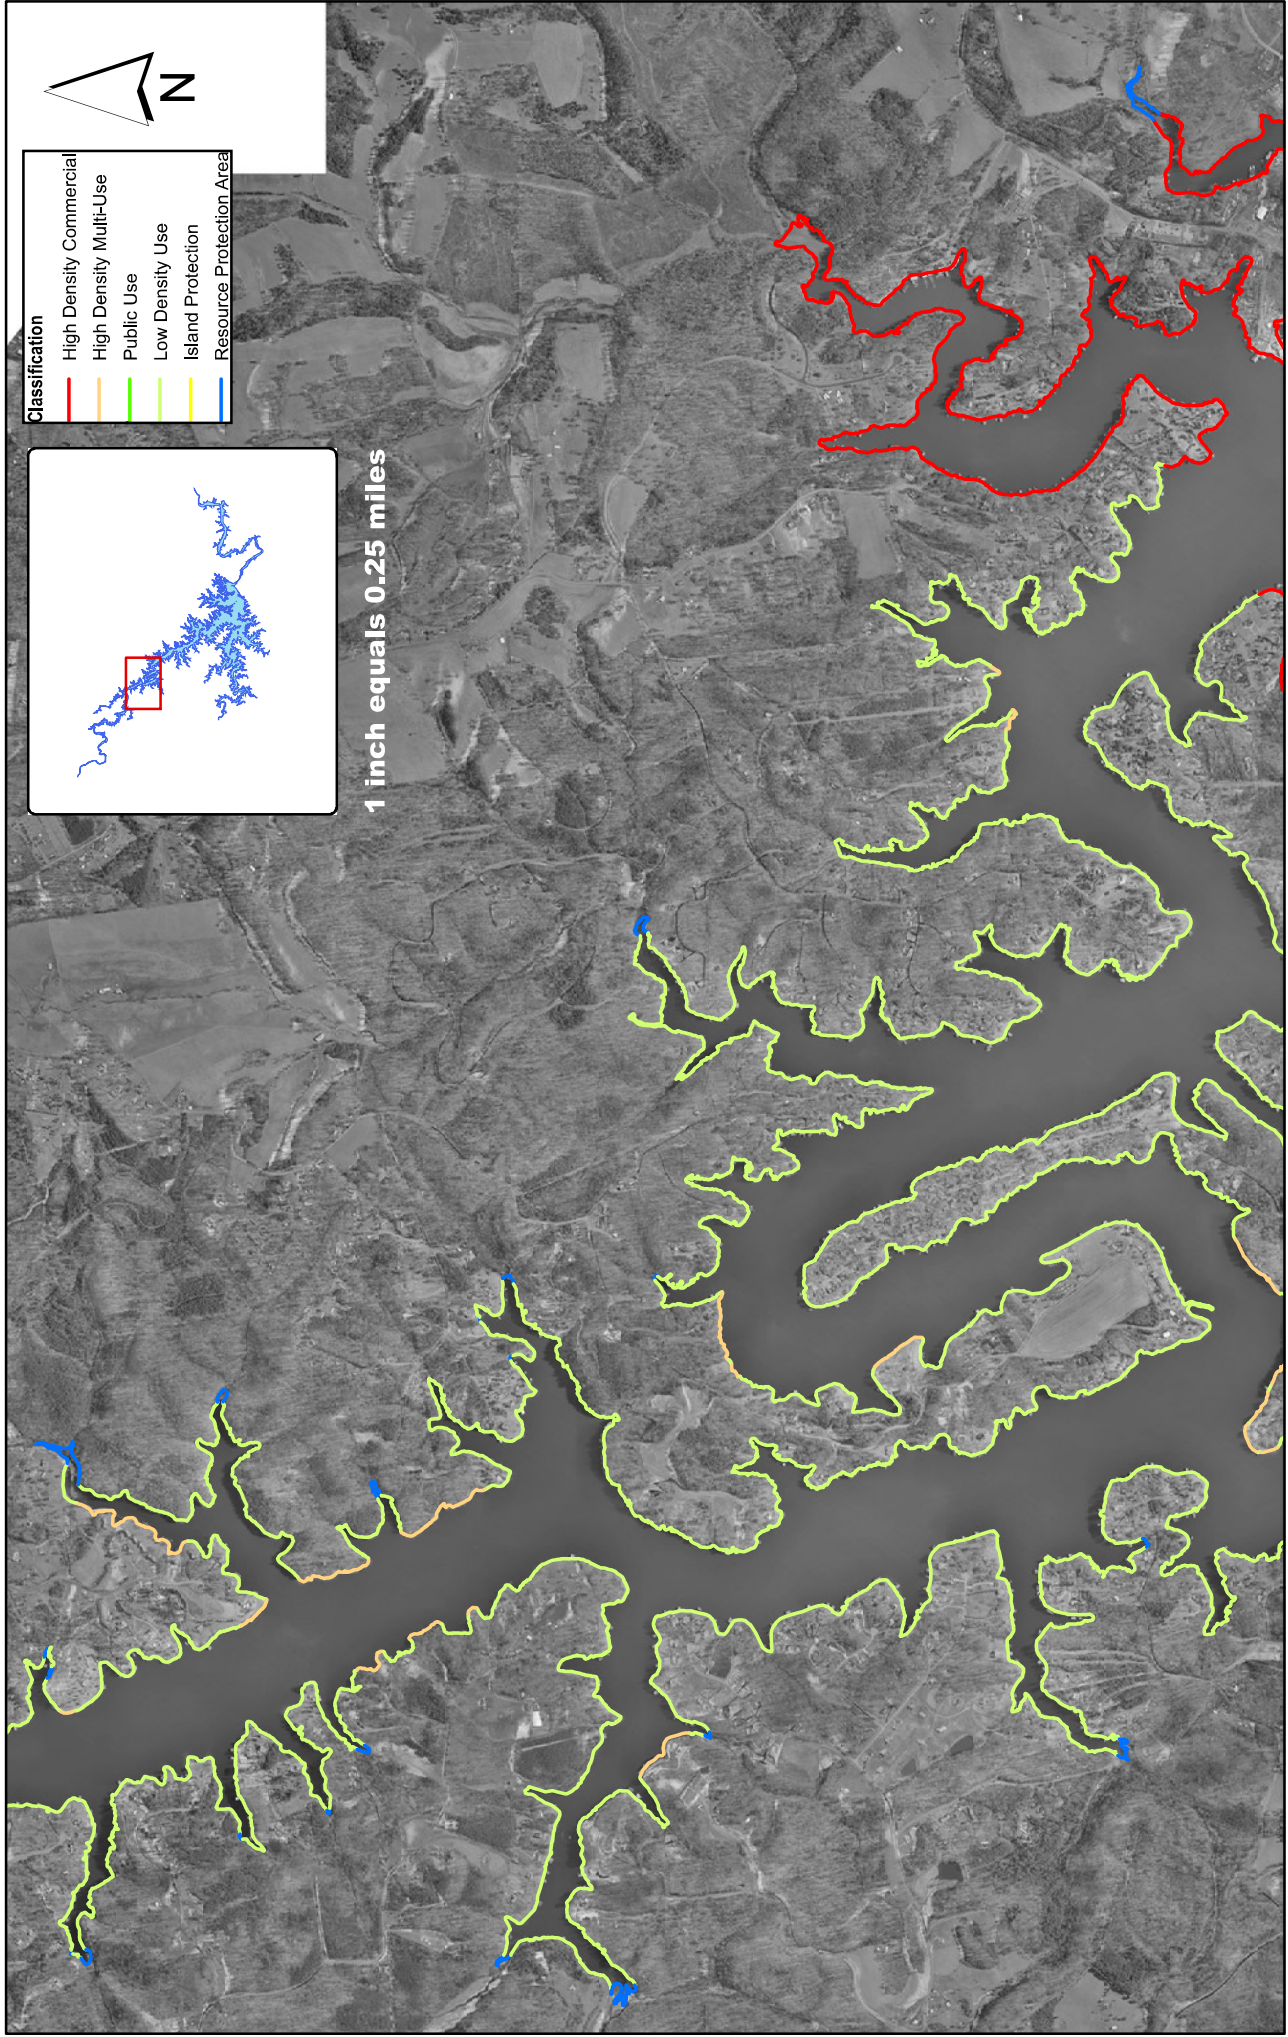 N
Classification
High Density Commercial
High Density Multi-Use
Public Use
Low Density Use
Island Protection
Resource Protection Area
1 inch equals 0.25 miles